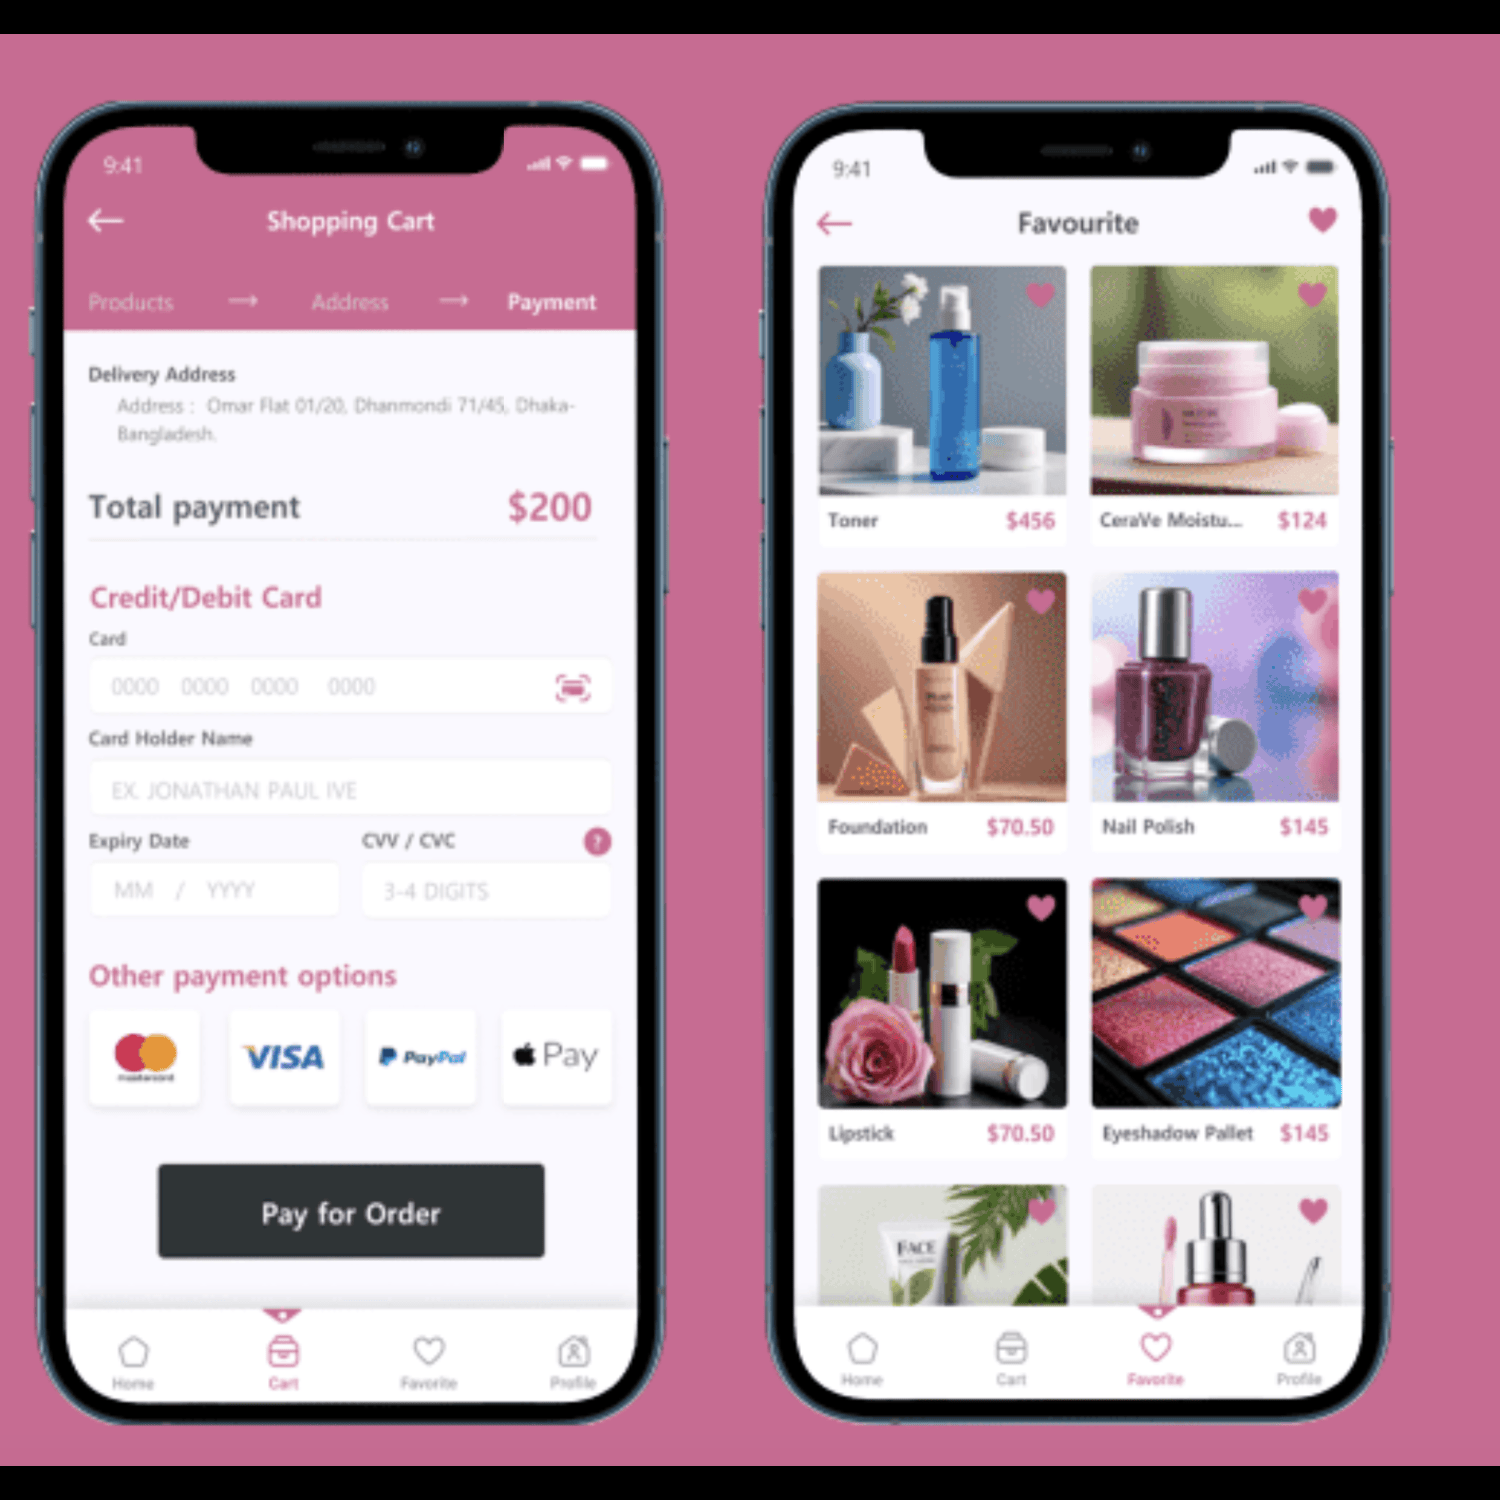 9:41
Shopping Cart
Products → Address → Payment
Delivery Address
Address : Omar Flat 01/20, Dhanmondi 71/45, Dhaka-
Bangladesh.
Total payment $200
Credit/Debit Card
Card
0000 0000 0000 0000
Card Holder Name
EX. JONATHAN PAUL IVE
Expiry Date CVV / CVC ?
MM / YYYY 3-4 DIGITS
Other payment options
mastercard VISA PayPal Pay
Pay for Order
Home Cart Favorite Profile
9:41
Favourite
Toner $456 CeraVe Moistu... $124
Foundation $70.50 Nail Polish $145
Lipstick $70.50 Eyeshadow Pallet $145
FACE
Home Cart Favorite Profile